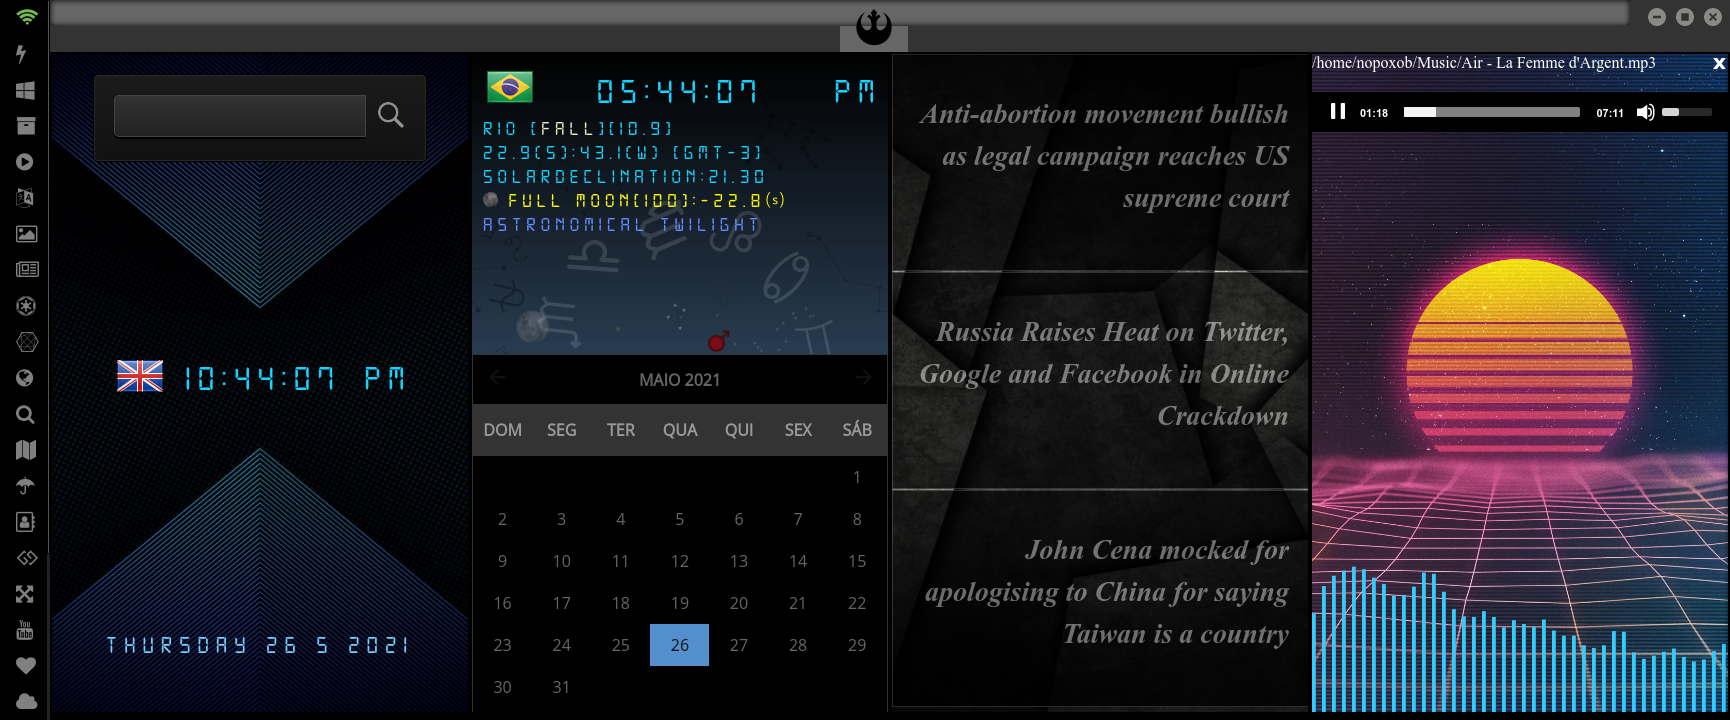 10:44:07 PM
THURSDAY 26 5 2021
05:44:07 PM
RIO (FALL)(10.9)
22.9(S):43.1(W) (GMT-3)
SOLARDECLINATION:21.30
FULL MOON(100):-22.8(s)
ASTRONOMICAL TWILIGHT
MAIO 2021
DOM SEG TER QUA QUI SEX SÁB
1
2 3 4 5 6 7 8
9 10 11 12 13 14 15
16 17 18 19 20 21 22
23 24 25 26 27 28 29
30 31
Anti-abortion movement bullish
as legal campaign reaches US
supreme court
Russia Raises Heat on Twitter,
Google and Facebook in Online
Crackdown
John Cena mocked for
apologising to China for saying
Taiwan is a country
/home/nopoxob/Music/Air - La Femme d'Argent.mp3 x
01:18 07:11
You
Tube